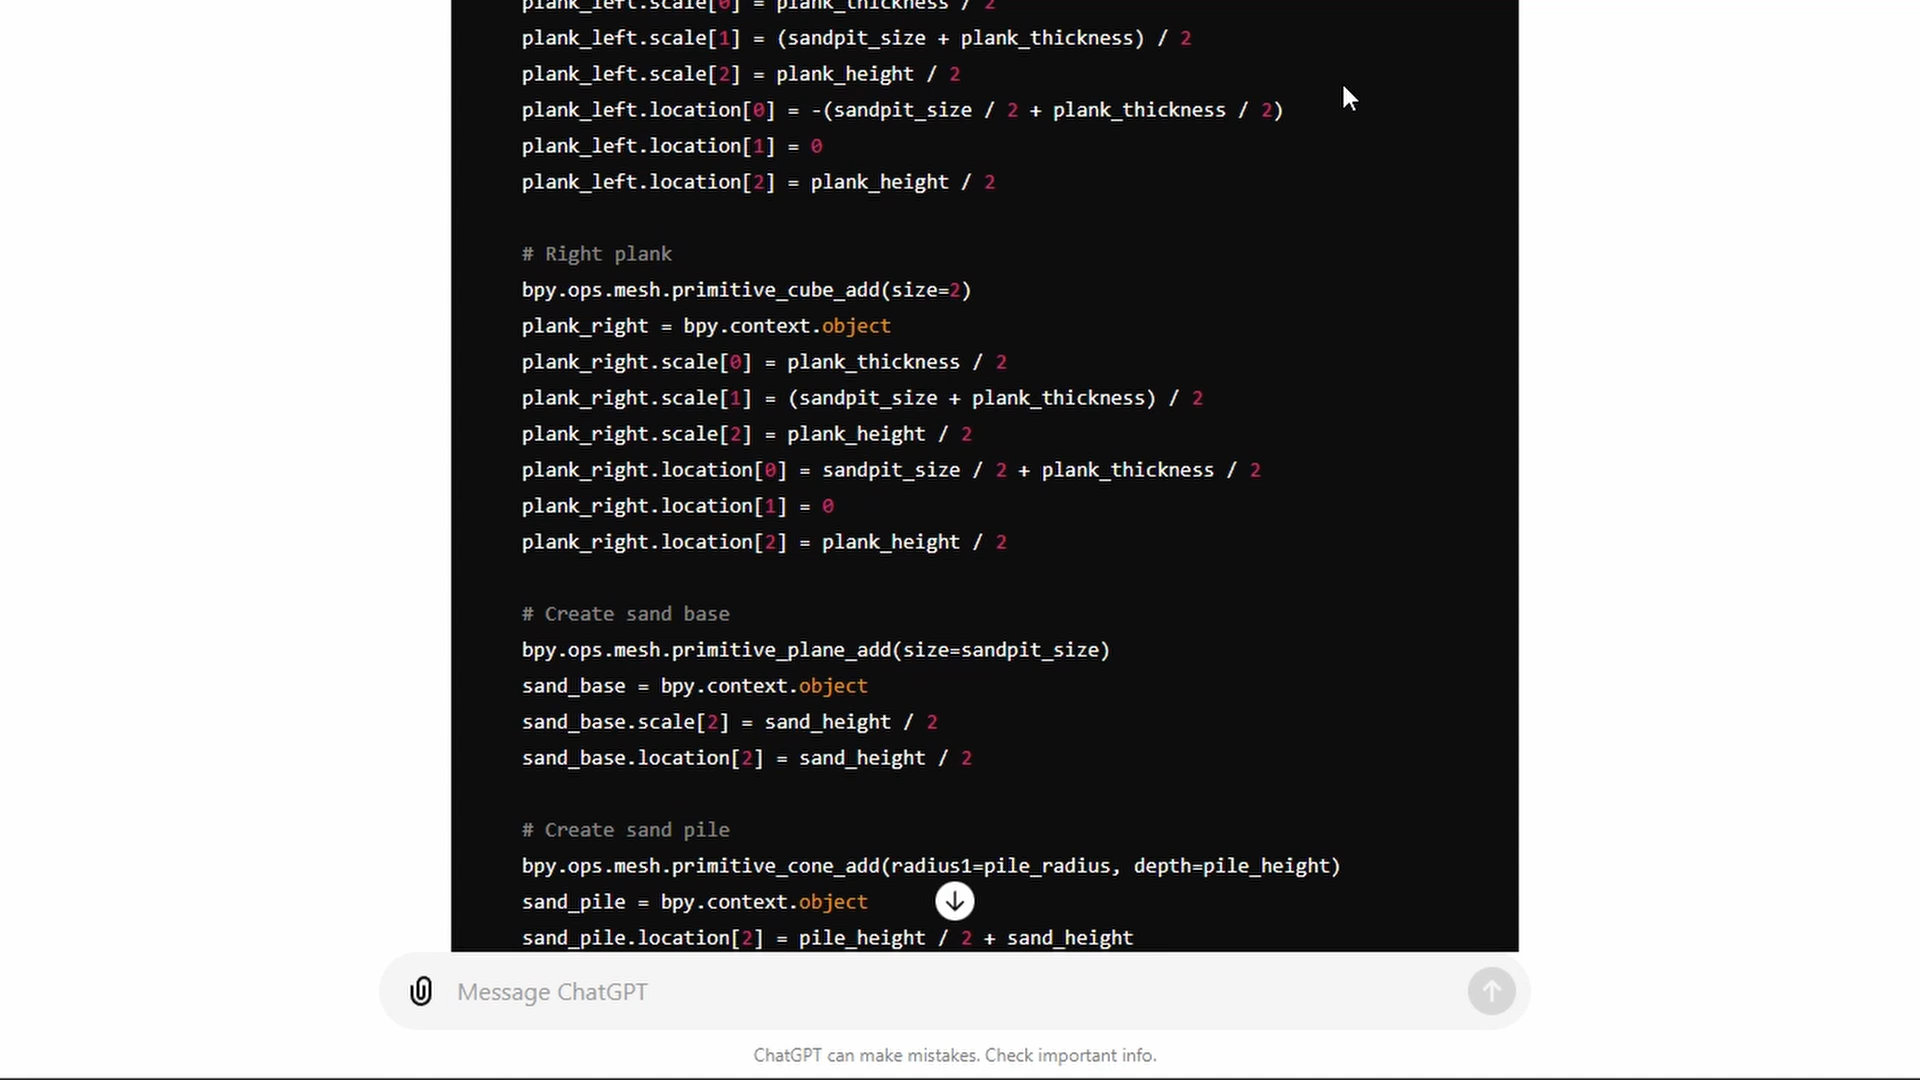 plank_left.scale[0] = plank_thickness / 2
plank_left.scale[1] = (sandpit_size + plank_thickness) / 2
plank_left.scale[2] = plank_height / 2
plank_left.location[0] = -(sandpit_size / 2 + plank_thickness / 2)
plank_left.location[1] = 0
plank_left.location[2] = plank_height / 2
# Right plank
bpy.ops.mesh.primitive_cube_add(size=2)
plank_right = bpy.context.object
plank_right.scale[0] = plank_thickness / 2
plank_right.scale[1] = (sandpit_size + plank_thickness) / 2
plank_right.scale[2] = plank_height / 2
plank_right.location[0] = sandpit_size / 2 + plank_thickness / 2
plank_right.location[1] = 0
plank_right.location[2] = plank_height / 2
# Create sand base
bpy.ops.mesh.primitive_plane_add(size=sandpit_size)
sand_base = bpy.context.object
sand_base.scale[2] = sand_height / 2
sand_base.location[2] = sand_height / 2
# Create sand pile
bpy.ops.mesh.primitive_cone_add(radius1=pile_radius, depth=pile_height)
sand_pile = bpy.context.object
sand_pile.location[2] = pile_height / 2 + sand_height
Message ChatGPT
ChatGPT can make mistakes. Check important info.